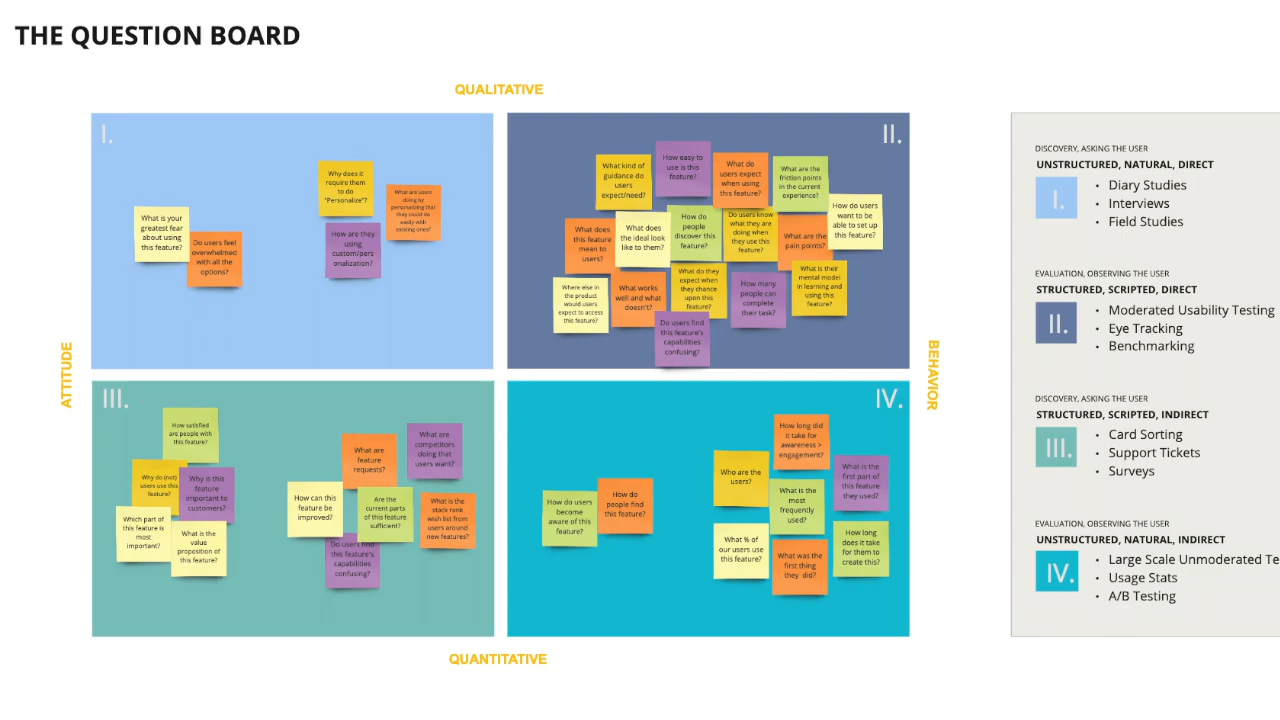 THE QUESTION BOARD
QUALITATIVE
ATTITUDE
BEHAVIOR
QUANTITATIVE
I.
Why does it
require them
to do
"Personalize"?
What are users
doing by
personalizing that
they could do
easily with
existing ones?
What is your
greatest fear
about using
this feature?
Do users feel
overwhelmed
with all the
options?
How are they
using
custom/pers
onalization?
II.
What kind of
guidance do
users
expect/need?
How easy to
use is this
feature?
What do
users expect
when using
this feature?
What are the
friction points
in the current
experience?
How do users
want to be
able to set up
this feature?
What does
this feature
mean to
users?
What does
the ideal look
like to them?
How do
people
discover this
feature?
Do users know
what they are
doing when
they use this
feature?
What are the
pain points?
Where else in
the product
would users
expect to access
this feature?
What works
well and what
doesn't?
What do they
expect when
they chance
upon this
feature?
How many
people can
complete
their task?
What is their
mental model
in learning and
using this
feature?
Do users find
this feature's
capabilities
confusing?
III.
How satisfied
are people with
this feature?
Why do (not)
users use this
feature?
Why is this
feature
important to
customers?
Which part of
this feature is
most
important?
What is the
value
proposition of
this feature?
What are
feature
requests?
What are
competitors
doing that
users want?
How can this
feature be
improved?
Are the
current parts
of this feature
sufficient?
What is the
stack rank
wish list from
users around
new features?
Do users find
this feature's
capabilities
confusing?
IV.
How do users
become
aware of this
feature?
How do
people find
this feature?
How long did
it take for
awareness >
engagement?
Who are the
users?
What is the
first part of
this feature
they used?
What is the
most
frequently
used?
What % of
our users use
this feature?
What was the
first thing
they did?
How long
does it take
for them to
create this?
DISCOVERY, ASKING THE USER
UNSTRUCTURED, NATURAL, DIRECT
I.
• Diary Studies
• Interviews
• Field Studies
EVALUATION, OBSERVING THE USER
STRUCTURED, SCRIPTED, DIRECT
II.
• Moderated Usability Testing
• Eye Tracking
• Benchmarking
DISCOVERY, ASKING THE USER
STRUCTURED, SCRIPTED, INDIRECT
III.
• Card Sorting
• Support Tickets
• Surveys
EVALUATION, OBSERVING THE USER
UNSTRUCTURED, NATURAL, INDIRECT
IV.
• Large Scale Unmoderated Te
• Usage Stats
• A/B Testing